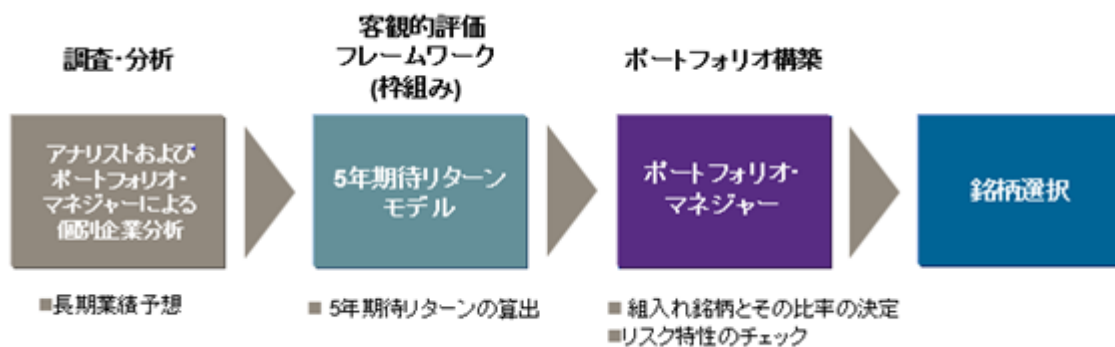 調査･分析
客観的評価
フレームワーク
(枠組み)
ポートフォリオ構築
アナリストおよび
ポートフォリオ･
マネジャーによる
個別企業分析
5年期待リターン
モデル
ポートフォリオ･
マネジャー
銘柄選択
■長期業績予想
■ 5年期待リターンの算出
■ 組入れ銘柄とその比率の決定
■リスク特性のチェック